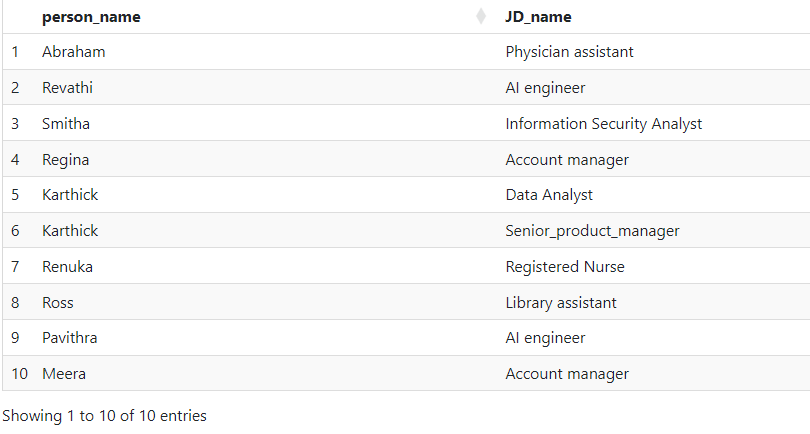 person_name JD_name
1 Abraham Physician assistant
2 Revathi AI engineer
3 Smitha Information Security Analyst
4 Regina Account manager
5 Karthick Data Analyst
6 Karthick Senior_product_manager
7 Renuka Registered Nurse
8 Ross Library assistant
9 Pavithra AI engineer
10 Meera Account manager
Showing 1 to 10 of 10 entries